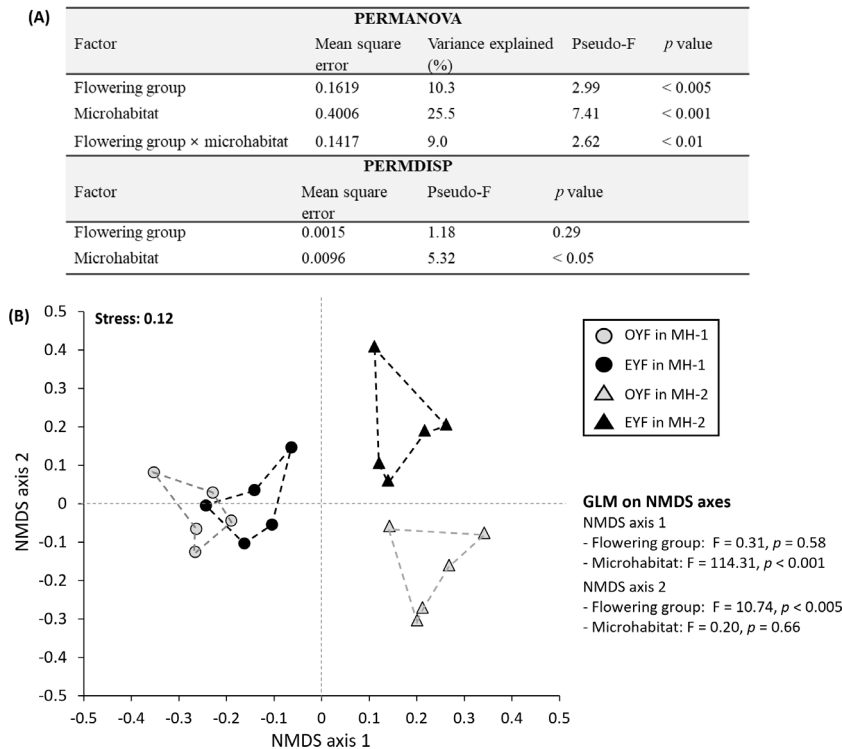 (A)
PERMANOVA
Factor Mean square error Variance explained (%) Pseudo-F p value
Flowering group 0.1619 10.3 2.99 < 0.005
Microhabitat 0.4006 25.5 7.41 < 0.001
Flowering group × microhabitat 0.1417 9.0 2.62 < 0.01
PERMDISP
Factor Mean square error Pseudo-F p value
Flowering group 0.0015 1.18 0.29
Microhabitat 0.0096 5.32 < 0.05
(B)
Stress: 0.12
0.5
0.4
0.3
0.2
0.1
0
-0.1
-0.2
-0.3
-0.4
-0.5
NMDS axis 2
-0.5 -0.4 -0.3 -0.2 -0.1 0 0.1 0.2 0.3 0.4 0.5
NMDS axis 1
OYF in MH-1
EYF in MH-1
OYF in MH-2
EYF in MH-2
GLM on NMDS axes
NMDS axis 1
- Flowering group: F = 0.31, p = 0.58
- Microhabitat: F = 114.31, p < 0.001
NMDS axis 2
- Flowering group: F = 10.74, p < 0.005
- Microhabitat: F = 0.20, p = 0.66